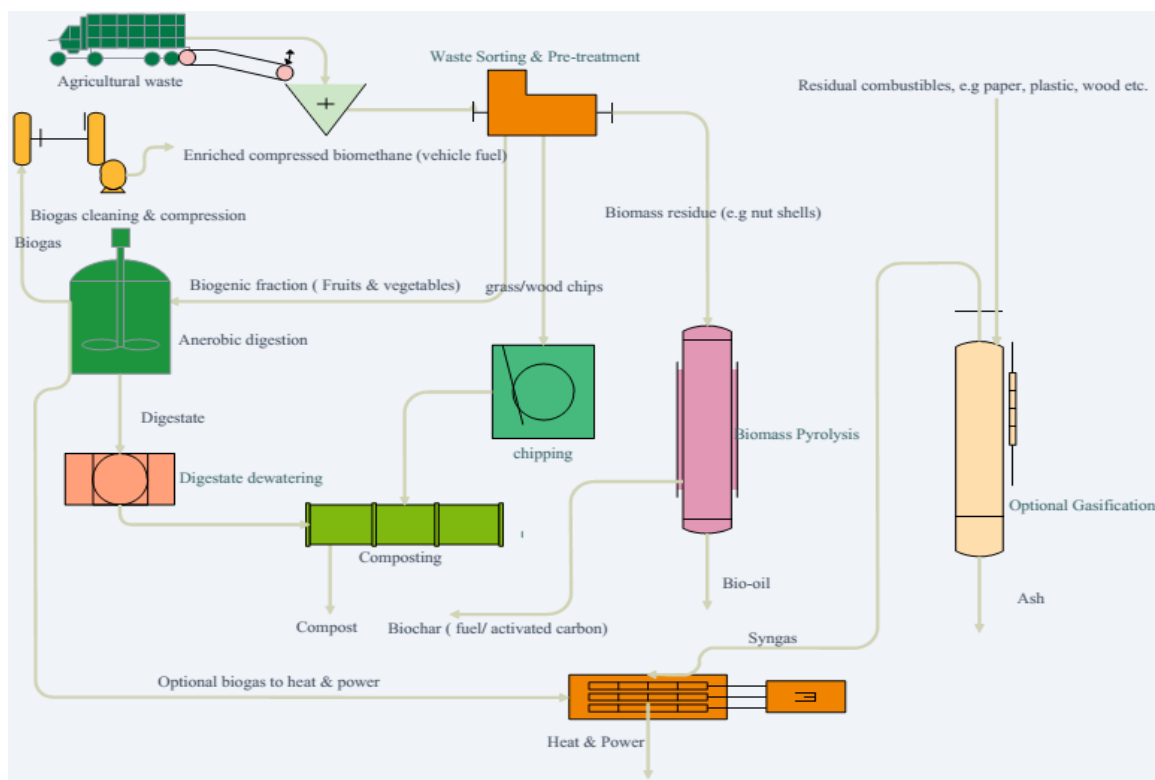 Waste Sorting & Pre-treatment
Agricultural waste
Residual combustibles, e.g paper, plastic, wood etc.
Enriched compressed biomethane (vehicle fuel)
Biogas cleaning & compression
Biomass residue (e.g nut shells)
Biogas
Biogenic fraction ( Fruits & vegetables)
grass/wood chips
Anerobic digestion
Digestate
Biomass Pyrolysis
chipping
Digestate dewatering
Optional Gasification
Composting
Bio-oil
Ash
Compost
Biochar ( fuel/ activated carbon)
Syngas
Optional biogas to heat & power
Heat & Power